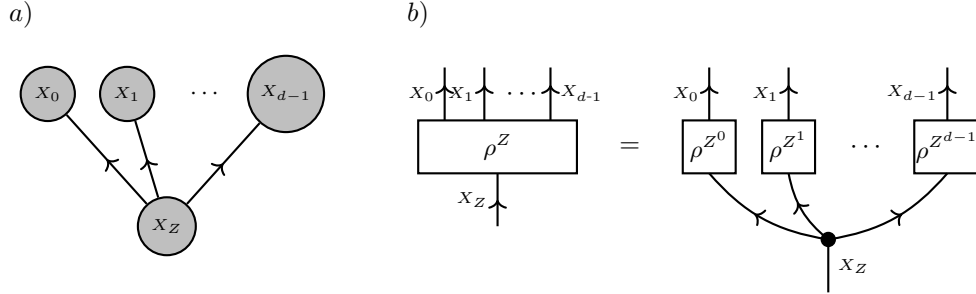 a)
X_0 X_1 ⋯ X_{d−1}
X_Z
b)
X_0 X_1 ⋯ X_{d-1}
ρ^Z
X_Z
=
X_0 X_1 X_{d−1}
ρ^{Z^0} ρ^{Z^1} ⋯ ρ^{Z^{d−1}}
X_Z